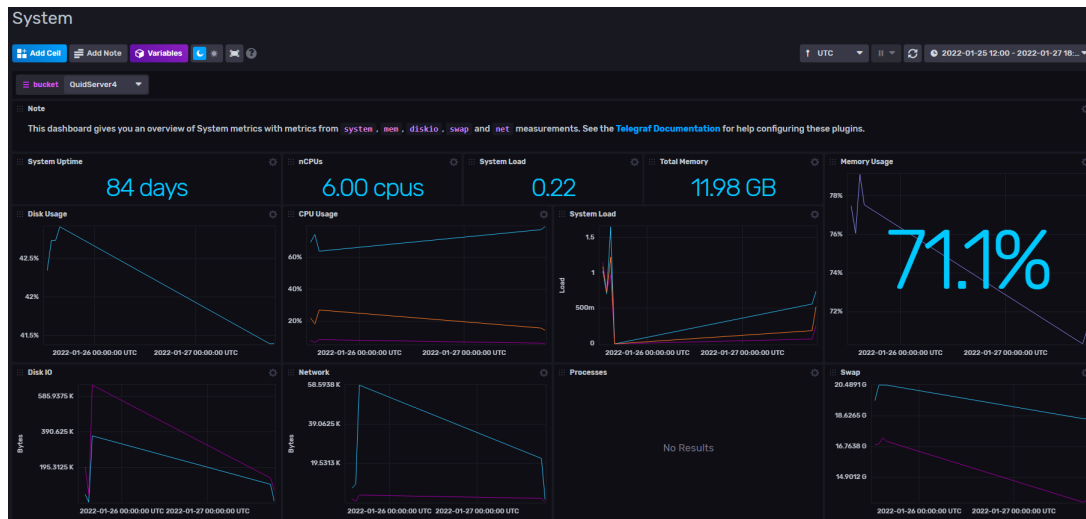 System
Add Cell Add Note Variables UTC 2022-01-25 12:00 - 2022-01-27 18:...
bucket QuidServer4
Note
This dashboard gives you an overview of System metrics with metrics from system, mem, diskio, swap and net measurements. See the Telegraf Documentation for help configuring these plugins.
System Uptime
84 days
nCPUs
6.00 cpus
System Load
0.22
Total Memory
11.98 GB
Memory Usage
78%
76%
74%
72%
71.1%
2022-01-26 00:00:00 UTC 2022-01-27 00:00:00 UTC
Disk Usage
42.5%
42%
41.5%
2022-01-26 00:00:00 UTC 2022-01-27 00:00:00 UTC
CPU Usage
60%
40%
20%
2022-01-26 00:00:00 UTC 2022-01-27 00:00:00 UTC
System Load
Load
1.5
1
500m
0
2022-01-26 00:00:00 UTC 2022-01-27 00:00:00 UTC
Disk IO
Bytes
585.9375 K
390.625 K
195.3125 K
2022-01-26 00:00:00 UTC 2022-01-27 00:00:00 UTC
Network
Bytes
58.5938 K
39.0625 K
19.5313 K
2022-01-26 00:00:00 UTC 2022-01-27 00:00:00 UTC
Processes
No Results
Swap
20.4891 G
18.6265 G
16.7638 G
14.9012 G
2022-01-26 00:00:00 UTC 2022-01-27 00:00:00 UTC